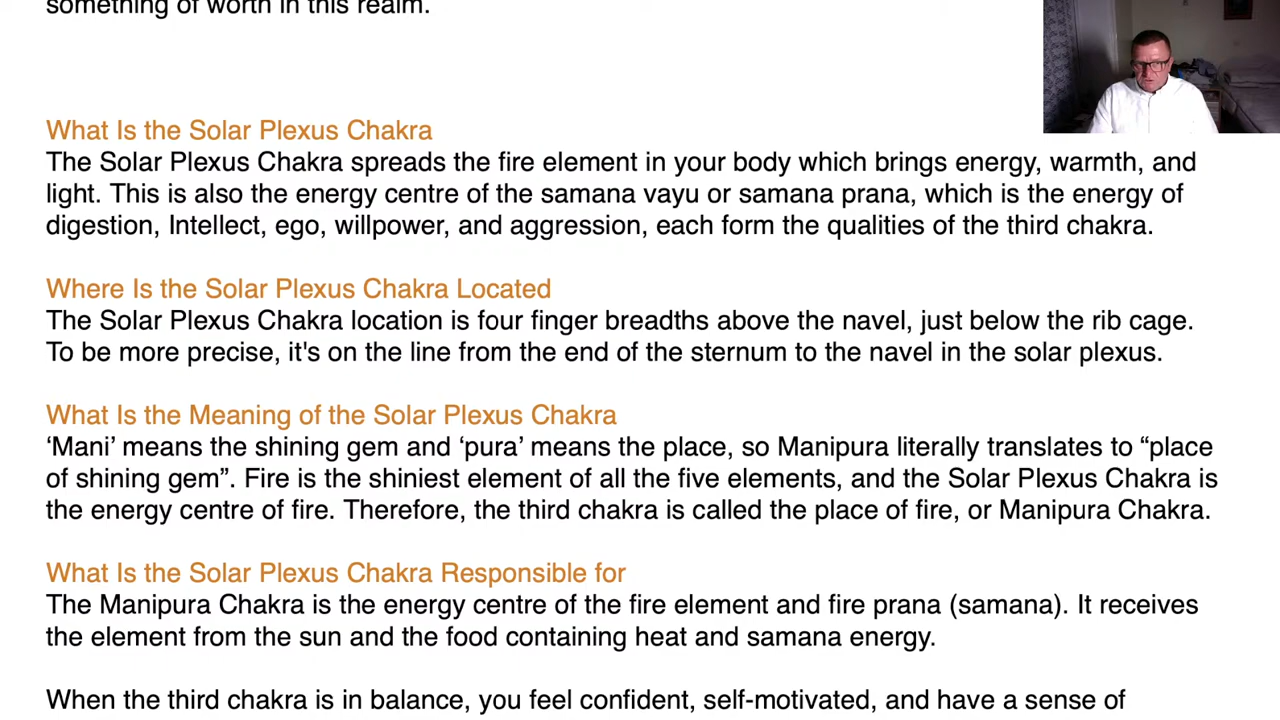 something of worth in this realm.
What Is the Solar Plexus Chakra
The Solar Plexus Chakra spreads the fire element in your body which brings energy, warmth, and
light. This is also the energy centre of the samana vayu or samana prana, which is the energy of
digestion, Intellect, ego, willpower, and aggression, each form the qualities of the third chakra.
Where Is the Solar Plexus Chakra Located
The Solar Plexus Chakra location is four finger breadths above the navel, just below the rib cage.
To be more precise, it's on the line from the end of the sternum to the navel in the solar plexus.
What Is the Meaning of the Solar Plexus Chakra
‘Mani’ means the shining gem and ‘pura’ means the place, so Manipura literally translates to “place
of shining gem”. Fire is the shiniest element of all the five elements, and the Solar Plexus Chakra is
the energy centre of fire. Therefore, the third chakra is called the place of fire, or Manipura Chakra.
What Is the Solar Plexus Chakra Responsible for
The Manipura Chakra is the energy centre of the fire element and fire prana (samana). It receives
the element from the sun and the food containing heat and samana energy.
When the third chakra is in balance, you feel confident, self-motivated, and have a sense of